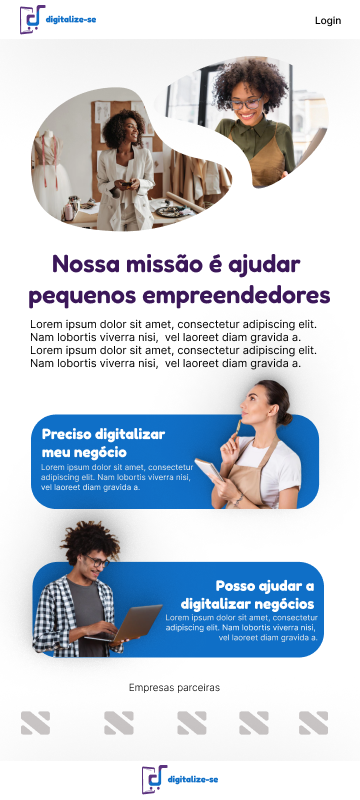 digitalize-se
Login
Nossa missão é ajudar
pequenos empreendedores
Lorem ipsum dolor sit amet, consectetur adipiscing elit.
Nam lobortis viverra nisi, vel laoreet diam gravida a.
Lorem ipsum dolor sit amet, consectetur adipiscing elit.
Nam lobortis viverra nisi, vel laoreet diam gravida a.
Preciso digitalizar
meu negócio
Lorem ipsum dolor sit amet, consectetur
adipiscing elit. Nam lobortis viverra nisi,
vel laoreet diam gravida a.
Posso ajudar a
digitalizar negócios
Lorem ipsum dolor sit amet, consectetur
adipiscing elit. Nam lobortis viverra nisi,
vel laoreet diam gravida a.
Empresas parceiras
digitalize-se